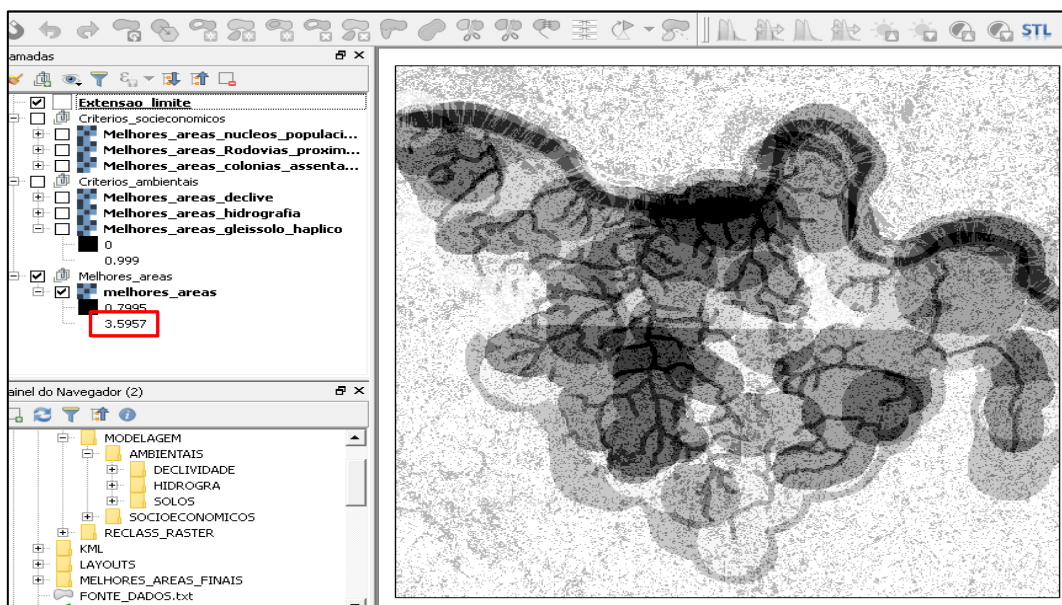 STL
amadas
Extensao_limite
Criterios_socieconomicos
Melhores_areas_nucleos_populaci...
Melhores_areas_Rodovias_proxim...
Melhores_areas_colonias_assenta...
Criterios_ambientais
Melhores_areas_declive
Melhores_areas_hidrografia
Melhores_areas_gleissolo_haplico
0
0.999
Melhores_areas
melhores_areas
0.7995
3.5957
ainel do Navegador (2)
MODELAGEM
AMBIENTAIS
DECLIVIDADE
HIDROGRA
SOLOS
SOCIOECONOMICOS
RECLASS_RASTER
KML
LAYOUTS
MELHORES_AREAS_FINAIS
FONTE_DADOS.txt